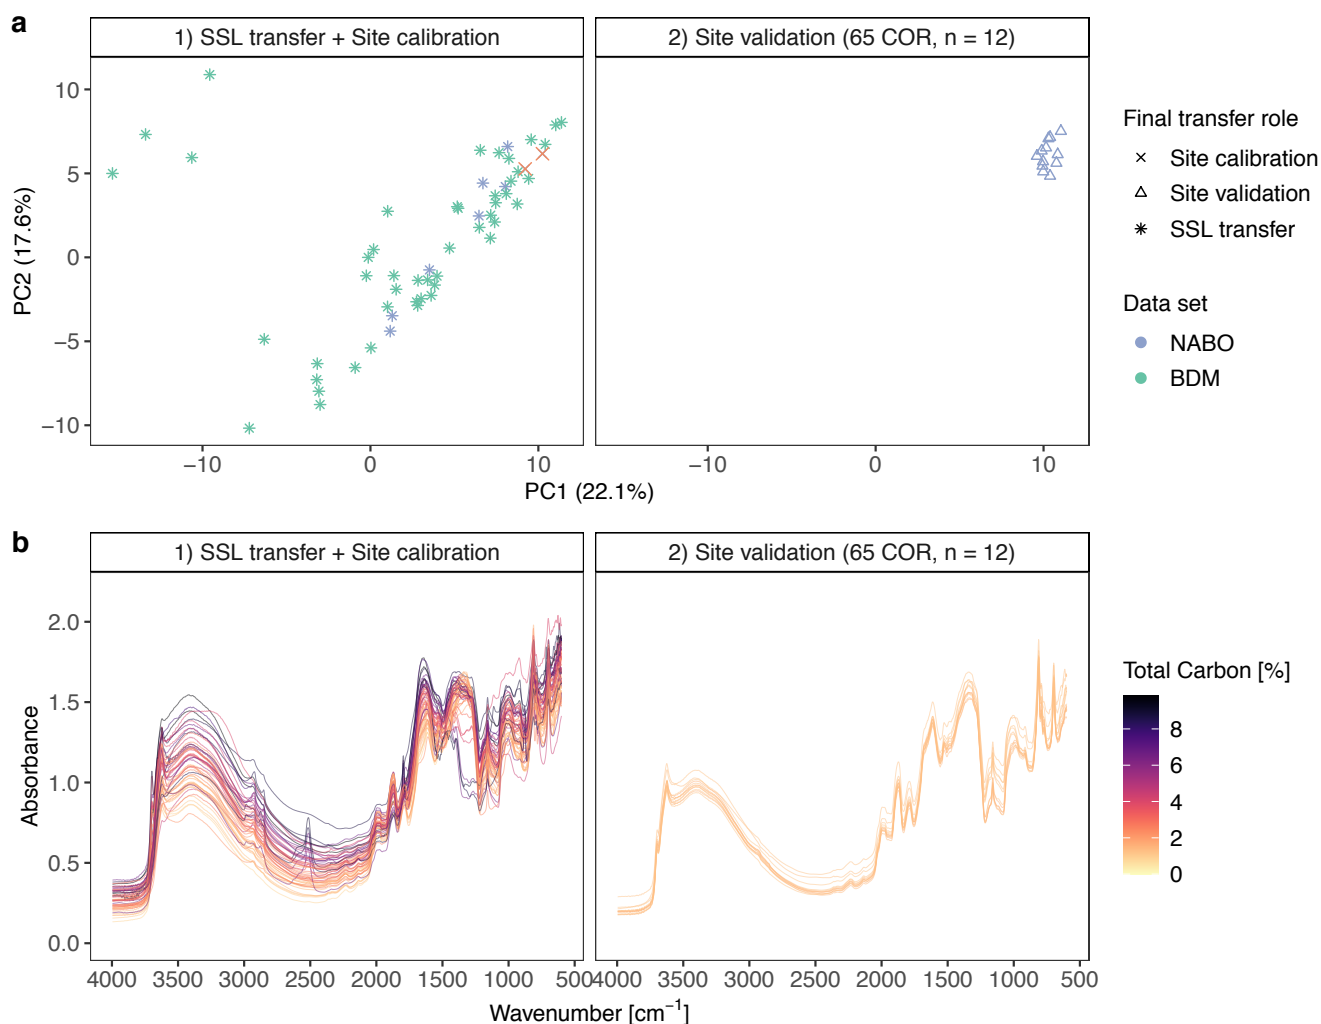 a
1) SSL transfer + Site calibration
2) Site validation (65 COR, n = 12)
10
5
0
−5
−10
PC2 (17.6%)
−10
0
10
−10
0
10
PC1 (22.1%)
Final transfer role
Site calibration
Site validation
SSL transfer
Data set
NABO
BDM
b
1) SSL transfer + Site calibration
2) Site validation (65 COR, n = 12)
2.0
1.5
1.0
0.5
0.0
Absorbance
4000 3500 3000 2500 2000 1500 1000 500
4000 3500 3000 2500 2000 1500 1000 500
Wavenumber [cm⁻¹]
Total Carbon [%]
8
6
4
2
0